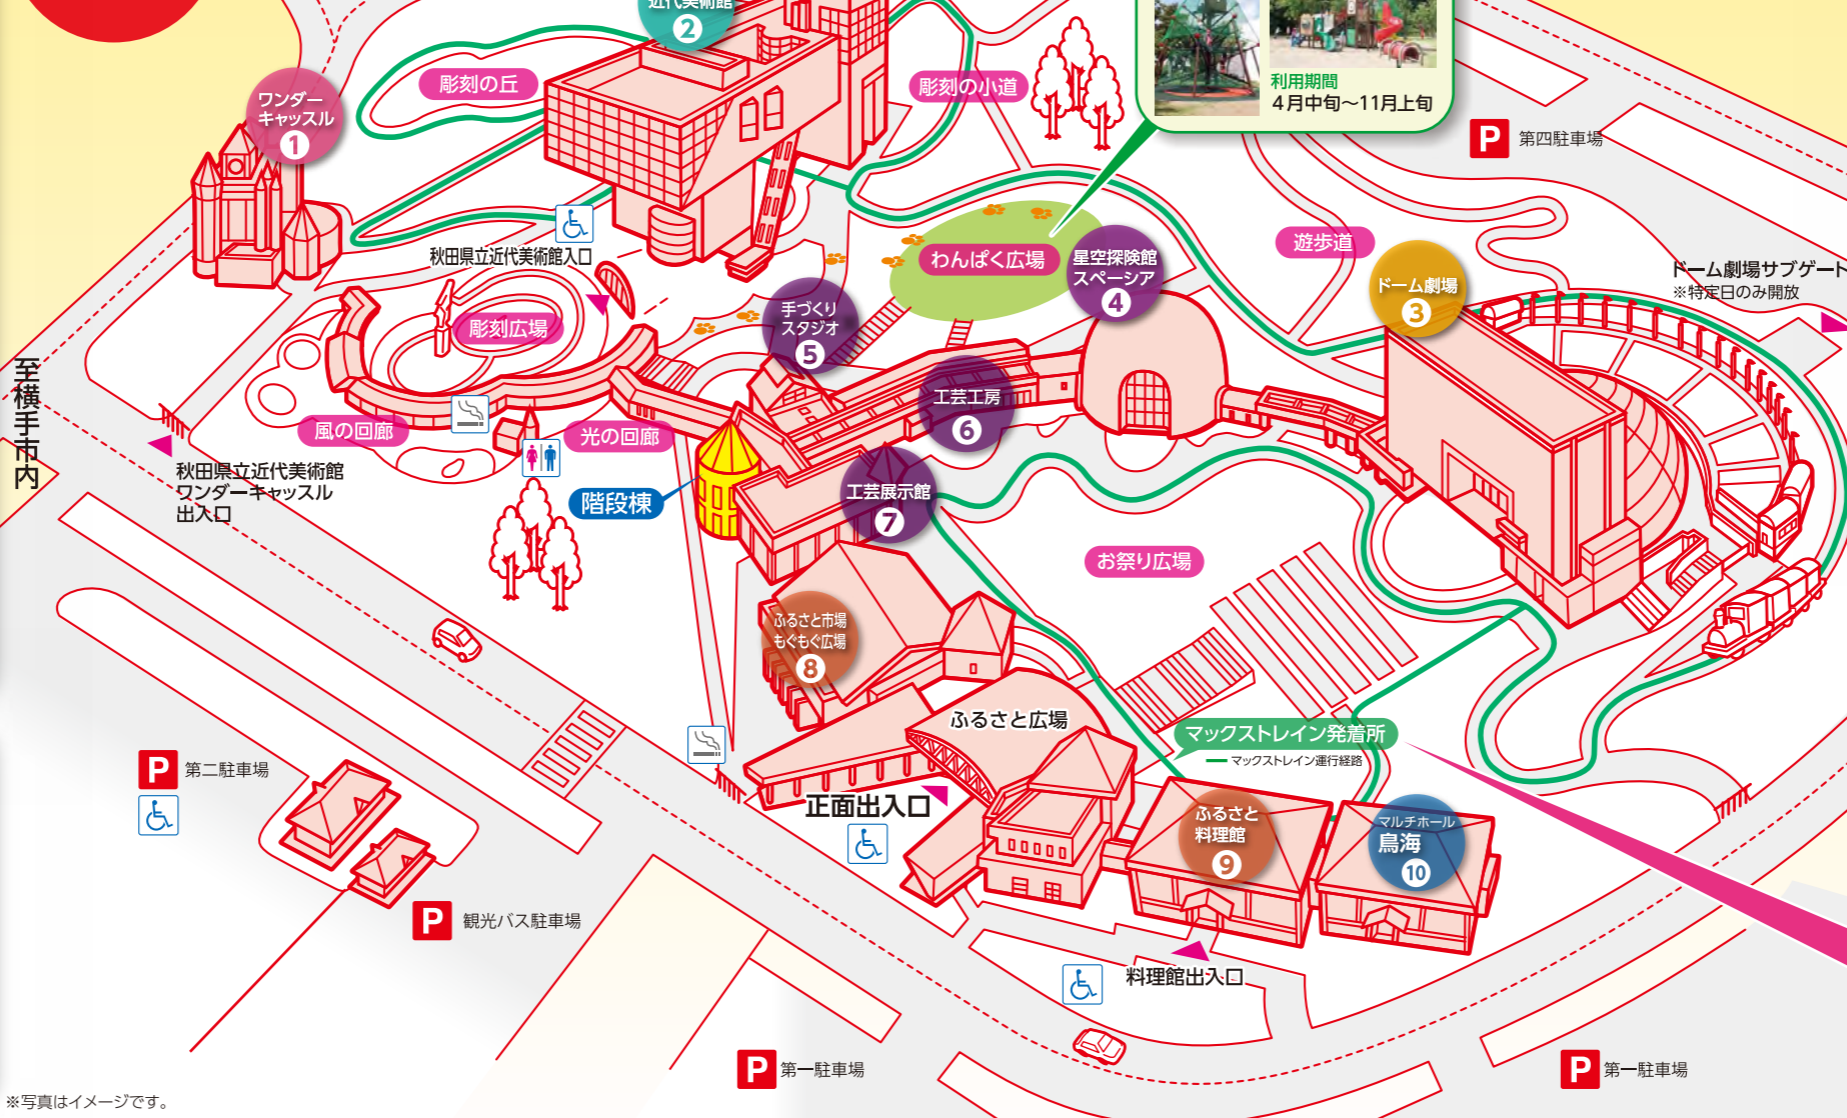 近代美術館
2
利用期間
4月中旬〜11月上旬
ワンダー
キャッスル
1
彫刻の丘
彫刻の小道
P 第四駐車場
秋田県立近代美術館入口
わんぱく広場
星空探険館
スペーシア
4
遊歩道
ドーム劇場
3
ドーム劇場サブゲート
※特定日のみ開放
彫刻広場
手づくり
スタジオ
5
至横手市内
工芸工房
6
風の回廊
光の回廊
秋田県立近代美術館
ワンダーキャッスル
出入口
階段棟
工芸展示館
7
お祭り広場
ふるさと市場
もぐもぐ広場
8
ふるさと広場
マックストレイン発着所
マックストレイン運行経路
P 第二駐車場
正面出入口
ふるさと
料理館
9
マルチホール
鳥海
10
P 観光バス駐車場
料理館出入口
P 第一駐車場
P 第一駐車場
※写真はイメージです。